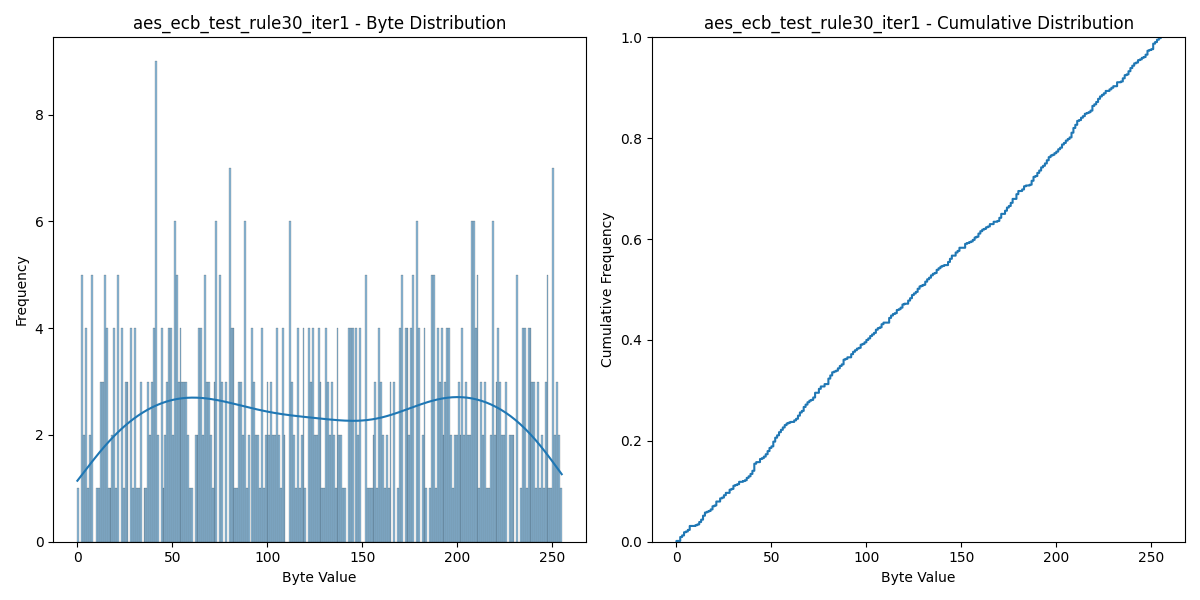 aes_ecb_test_rule30_iter1 - Byte Distribution
Frequency
8
6
4
2
0
0 50 100 150 200 250
Byte Value
aes_ecb_test_rule30_iter1 - Cumulative Distribution
Cumulative Frequency
1.0
0.8
0.6
0.4
0.2
0.0
0 50 100 150 200 250
Byte Value